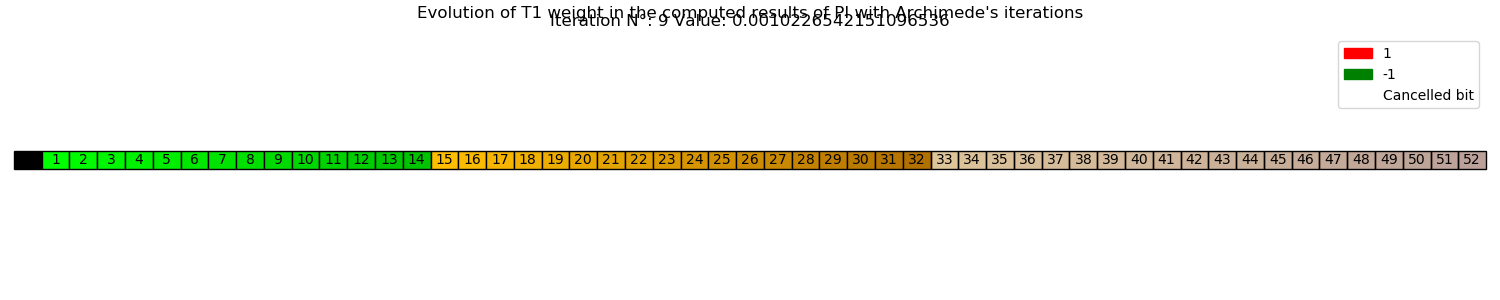 Evolution of T1 weight in the computed results of PI with Archimede's iterations
Iteration N°: 9 Value: 0.0010226542151096536
1
-1
Cancelled bit
1 2 3 4 5 6 7 8 9 10 11 12 13 14 15 16 17 18 19 20 21 22 23 24 25 26 27 28 29 30 31 32 33 34 35 36 37 38 39 40 41 42 43 44 45 46 47 48 49 50 51 52